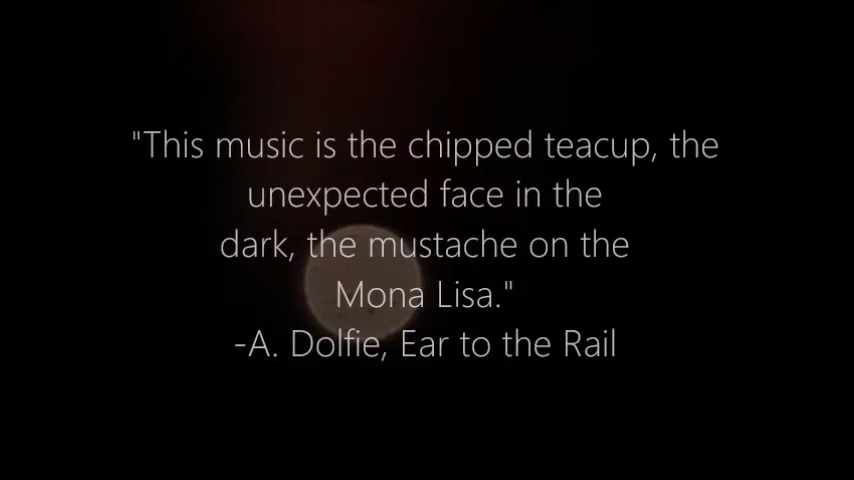 "This music is the chipped teacup, the
unexpected face in the
dark, the mustache on the
Mona Lisa."
-A. Dolfie, Ear to the Rail